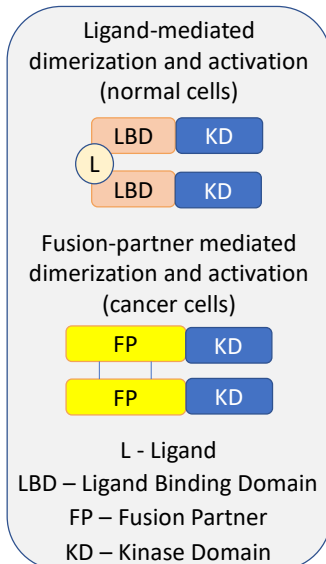 Ligand-mediated
dimerization and activation
(normal cells)
LBD KD
L
LBD KD
Fusion-partner mediated
dimerization and activation
(cancer cells)
FP KD
FP KD
L - Ligand
LBD – Ligand Binding Domain
FP – Fusion Partner
KD – Kinase Domain